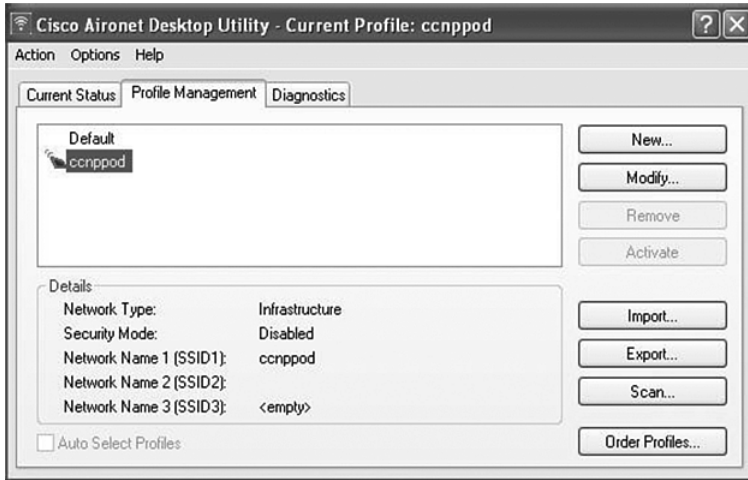 Cisco Aironet Desktop Utility - Current Profile: ccnppod
Action Options Help
Current Status Profile Management Diagnostics
Default
ccnppod
New...
Modify...
Remove
Activate
Details
Network Type: Infrastructure
Security Mode: Disabled
Network Name 1 (SSID1): ccnppod
Network Name 2 (SSID2):
Network Name 3 (SSID3): <empty>
Import...
Export...
Scan...
Auto Select Profiles
Order Profiles...